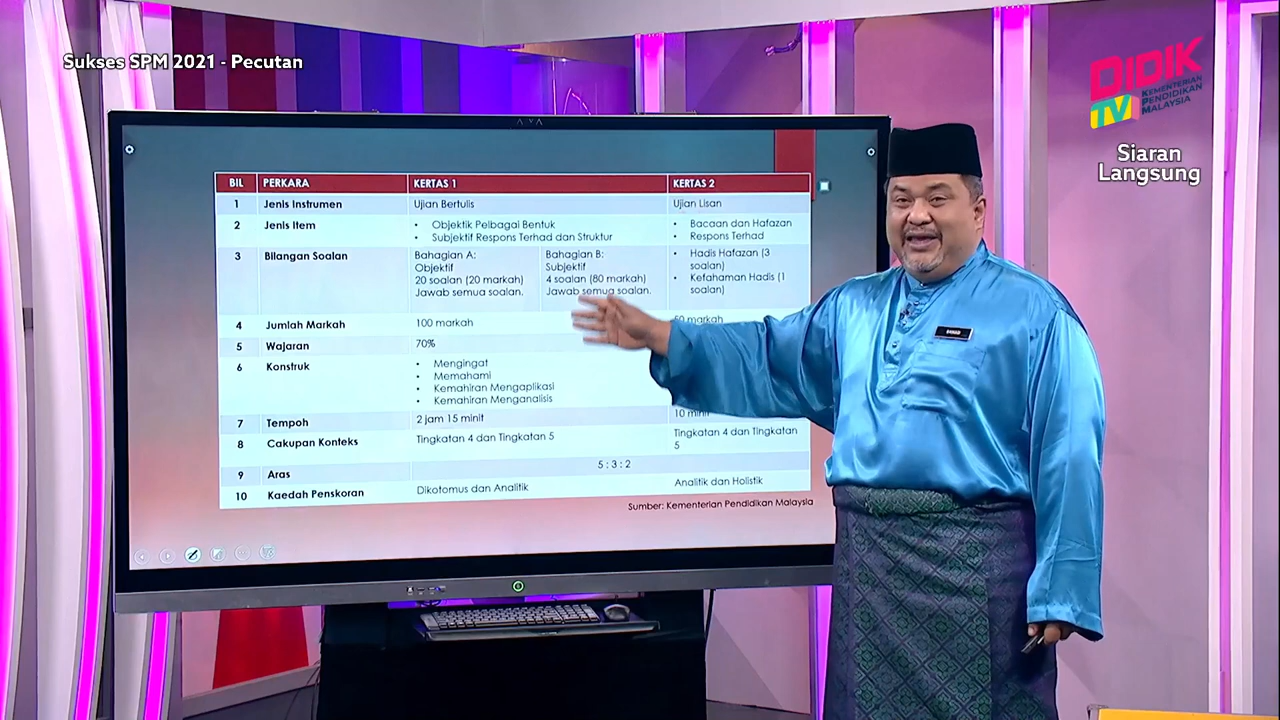 Sukses SPM 2021 - Pecutan
DIDIK
TV
KEMENTERIAN
PENDIDIKAN
MALAYSIA
Siaran
Langsung
BIL PERKARA KERTAS 1 KERTAS 2
1 Jenis Instrumen Ujian Bertulis Ujian Lisan
2 Jenis Item
• Objektik Pelbagai Bentuk
• Subjektif Respons Terhad dan Struktur
• Bacaan dan Hafazan
• Respons Terhad
3 Bilangan Soalan
Bahagian A:
Objektif
20 soalan (20 markah)
Jawab semua soalan.
Bahagian B:
Subjektif
4 soalan (80 markah)
Jawab semua soalan.
• Hadis Hafazan (3
soalan)
• Kefahaman Hadis (1
soalan)
4 Jumlah Markah 100 markah 50 markah
5 Wajaran 70%
6 Konstruk
• Mengingat
• Memahami
• Kemahiran Mengaplikasi
• Kemahiran Menganalisis
7 Tempoh 2 jam 15 minit 10 minit
8 Cakupan Konteks Tingkatan 4 dan Tingkatan 5 Tingkatan 4 dan Tingkatan
5
9 Aras 5 : 3 : 2
10 Kaedah Penskoran Dikotomus dan Analitik Analitik dan Holistik
Sumber: Kementerian Pendidikan Malaysia